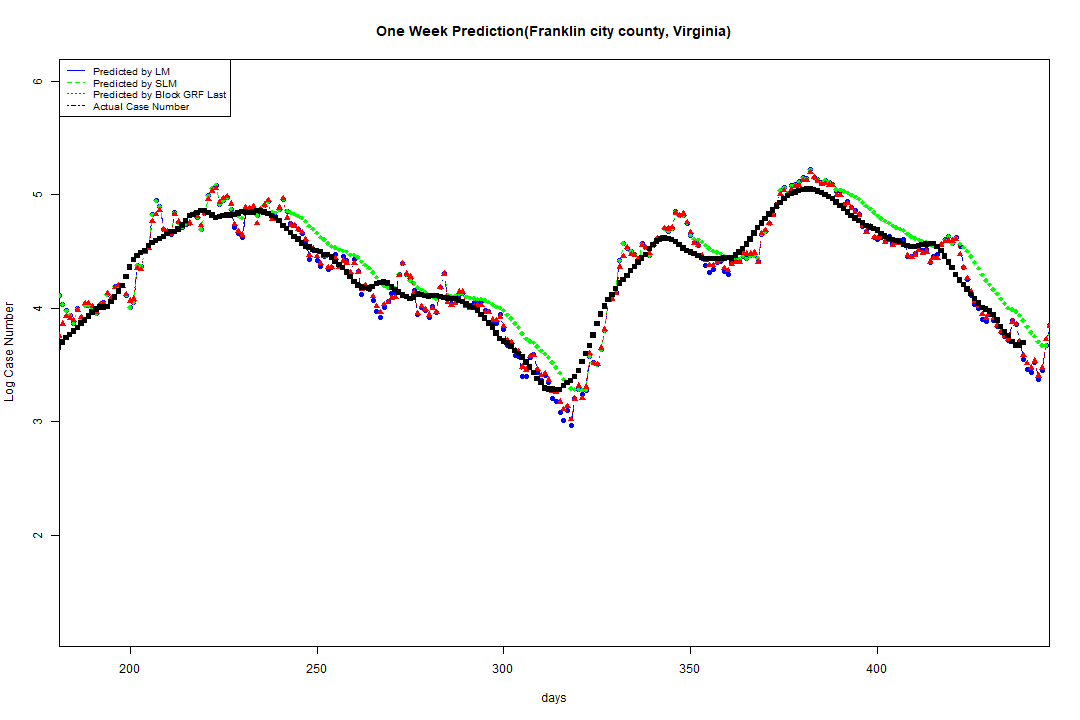 One Week Prediction(Franklin city county, Virginia)
Predicted by LM
Predicted by SLM
Predicted by Block GRF Last
Actual Case Number
6
5
4
3
2
Log Case Number
200 250 300 350 400
days